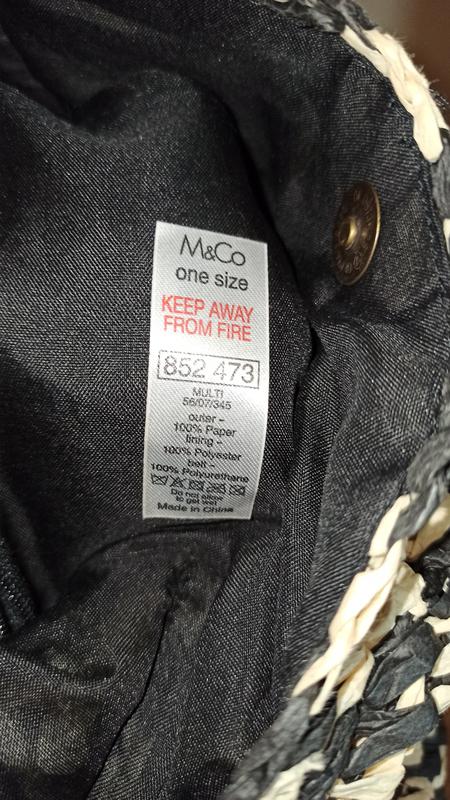 M&Co
one size
KEEP AWAY
FROM FIRE
852 473
MULTI
56/07/345
outer -
100% Paper
lining -
100% Polyester
belt -
100% Polyurethane
Do not allow
to get wet
Made in China